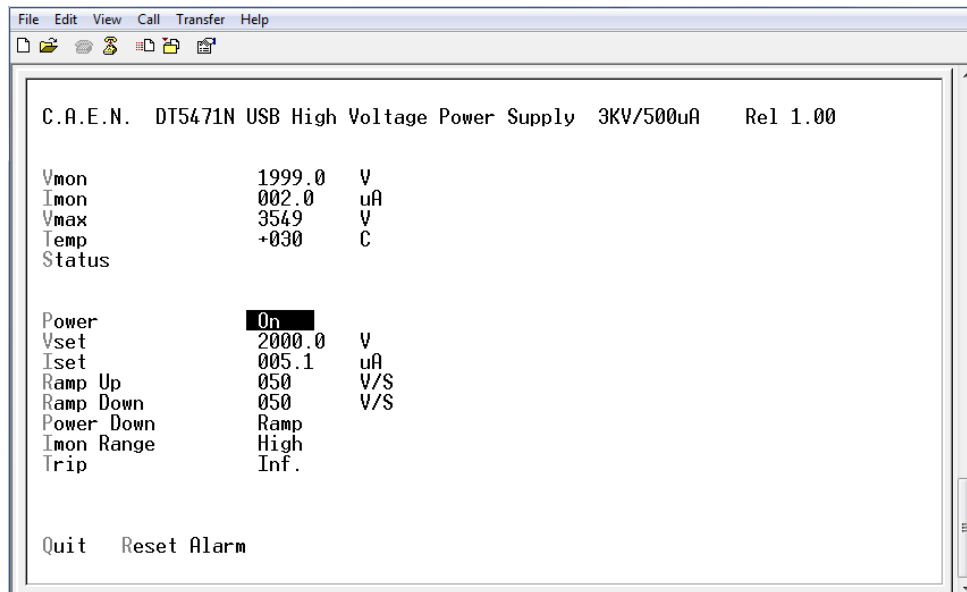 File Edit View Call Transfer Help
C.A.E.N. DT5471N USB High Voltage Power Supply 3KV/500uA Rel 1.00
Vmon 1999.0 V
Imon 002.0 uA
Vmax 3549 V
Temp +030 C
Status
Power On
Vset 2000.0 V
Iset 005.1 uA
Ramp Up 050 V/S
Ramp Down 050 V/S
Power Down Ramp
Imon Range High
Trip Inf.
Quit Reset Alarm